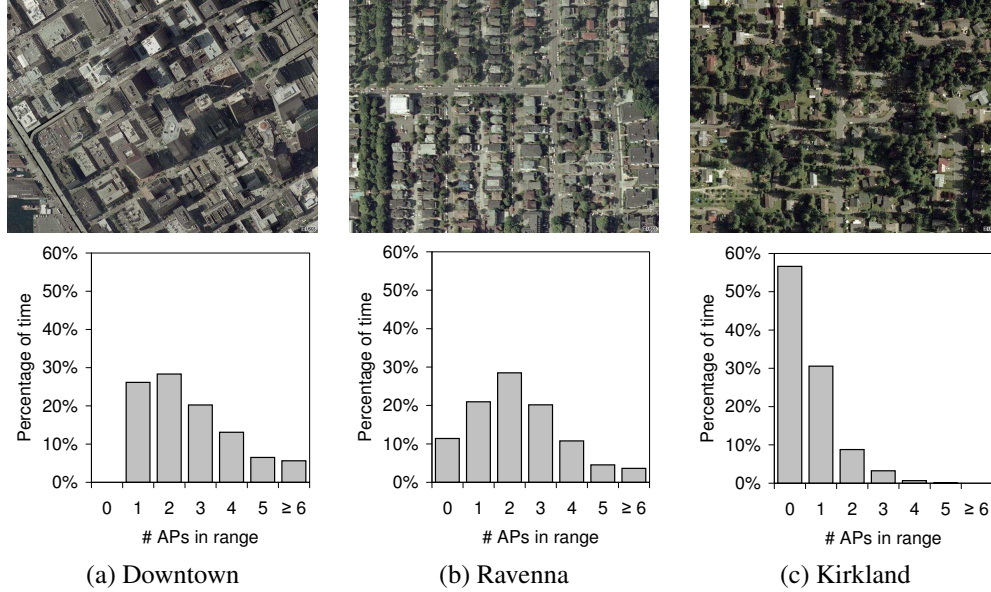 60%
50%
40%
30%
20%
10%
0%
Percentage of time
0 1 2 3 4 5 ≥ 6
# APs in range
(a) Downtown
60%
50%
40%
30%
20%
10%
0%
Percentage of time
0 1 2 3 4 5 ≥ 6
# APs in range
(b) Ravenna
60%
50%
40%
30%
20%
10%
0%
Percentage of time
0 1 2 3 4 5 ≥ 6
# APs in range
(c) Kirkland